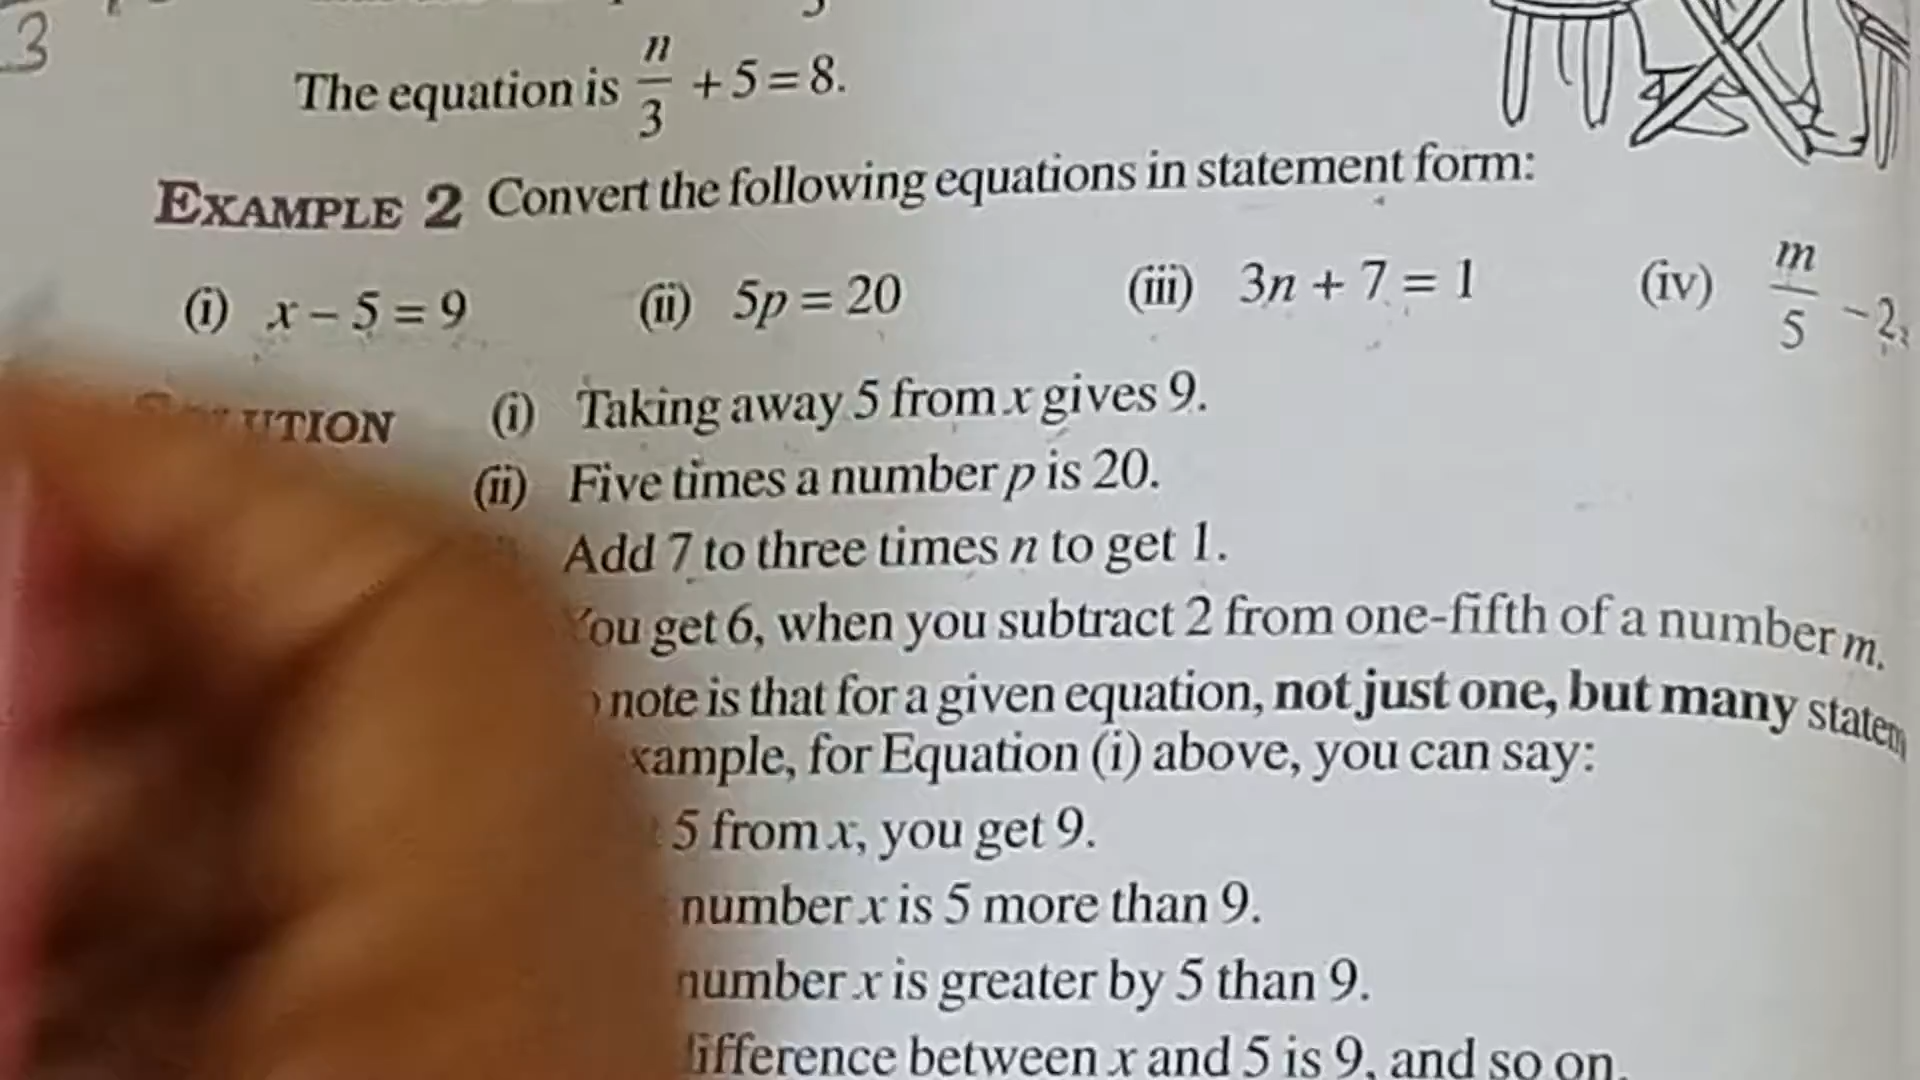 3
The equation is n/3 + 5 = 8.
EXAMPLE 2 Convert the following equations in statement form:
(i) x – 5 = 9 (ii) 5p = 20 (iii) 3n + 7 = 1 (iv) m/5 – 2
(i) Taking away 5 from x gives 9.
(ii) Five times a number p is 20.
Add 7 to three times n to get 1.
get 6, when you subtract 2 from one-fifth of a number m.
note is that for a given equation, not just one, but many
for Equation (i) above, you can say:
5 from x, you get 9.
number x is 5 more than 9.
number x is greater by 5 than 9.
between x and 5 is 9, and so on.